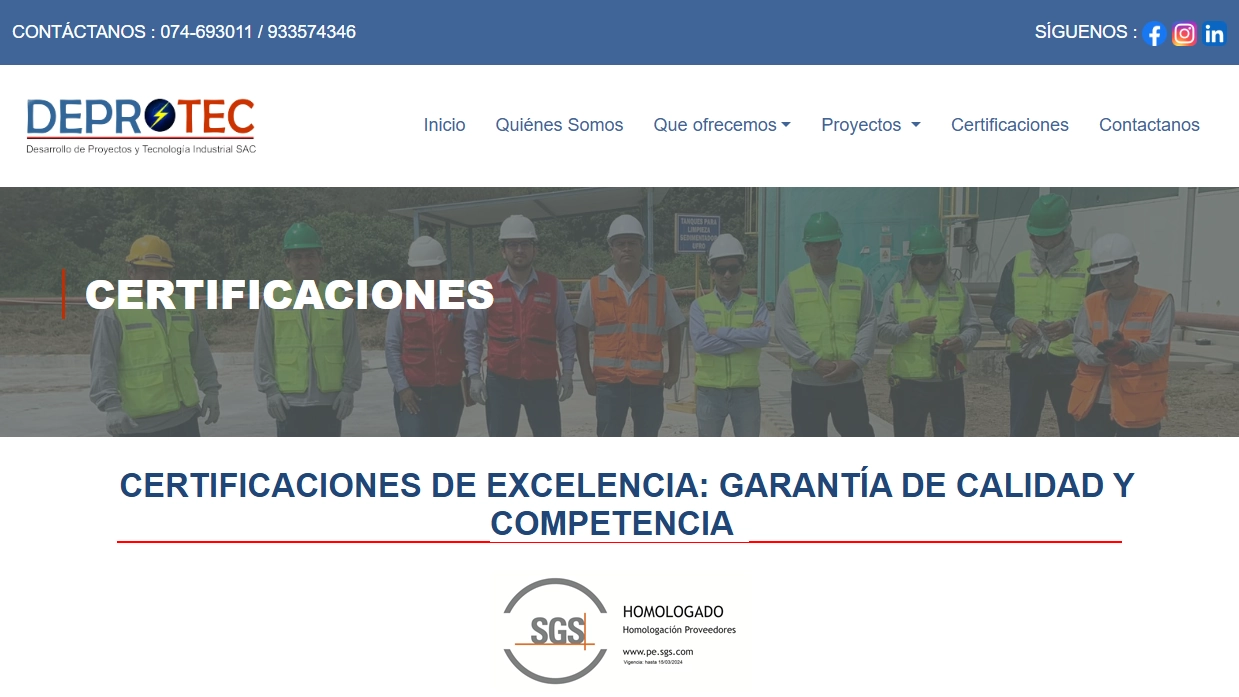 CONTÁCTANOS : 074-693011 / 933574346
SÍGUENOS :
DEPROTEC
Desarrollo de Proyectos y Tecnología Industrial SAC
Inicio
Quiénes Somos
Que ofrecemos
Proyectos
Certificaciones
Contactanos
TANQUES PARA
LIMPIEZA
CERTIFICACIONES
CERTIFICACIONES DE EXCELENCIA: GARANTÍA DE CALIDAD Y
COMPETENCIA
SGS
HOMOLOGADO
Homologación Proveedores
www.pe.sgs.com
Vigencia: hasta 15/03/2024